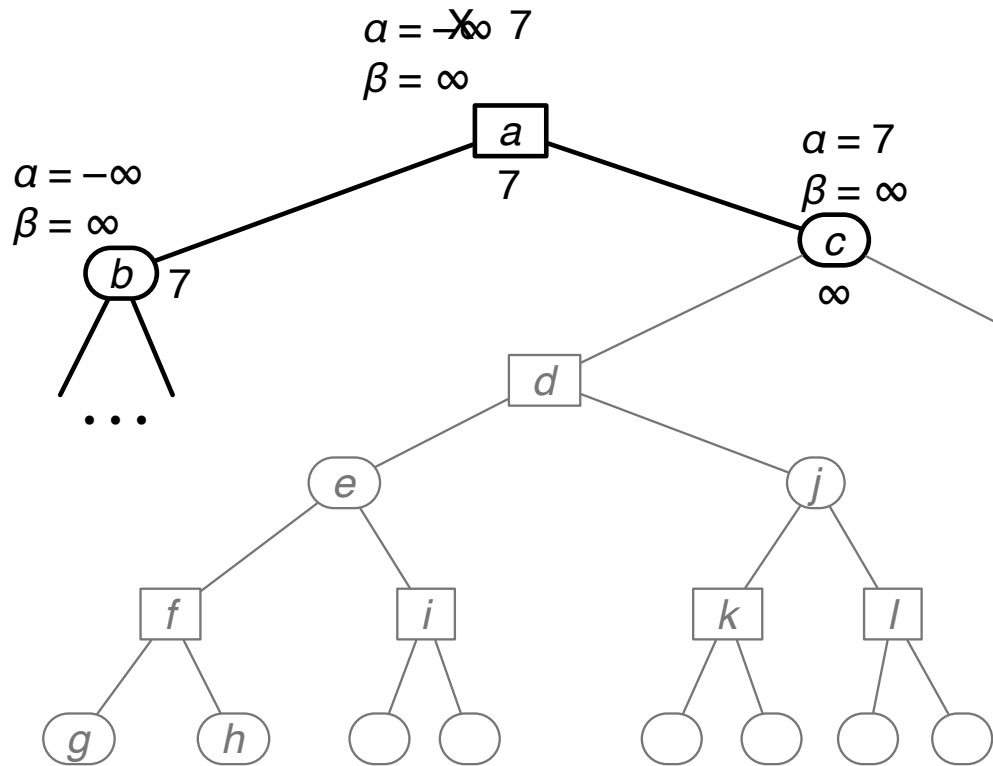 α = –∞ 7
β = ∞
a
7
α = 7
β = ∞
c
∞
α = –∞
β = ∞
b
7
...
d
e
j
f
i
k
l
g
h